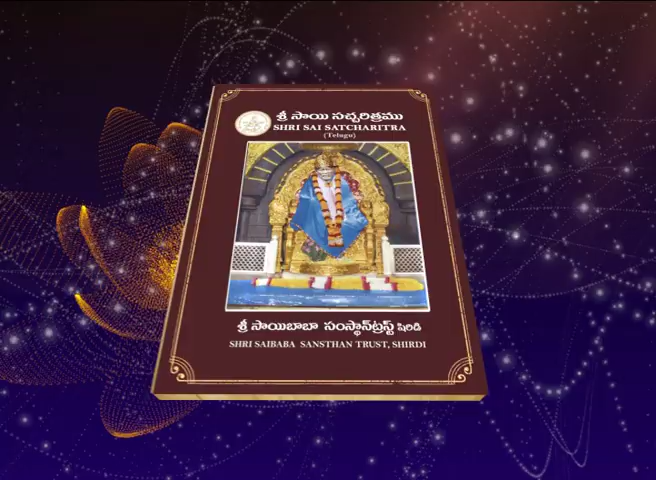 శ్రీ సాయి సచ్చరిత్రము
SHRI SAI SATCHARITRA
(Telugu)
శ్రీ సాయిబాబా సంస్థాన్‌ట్రస్ట్ షిరిడి
SHRI SAIBABA SANSTHAN TRUST, SHIRDI